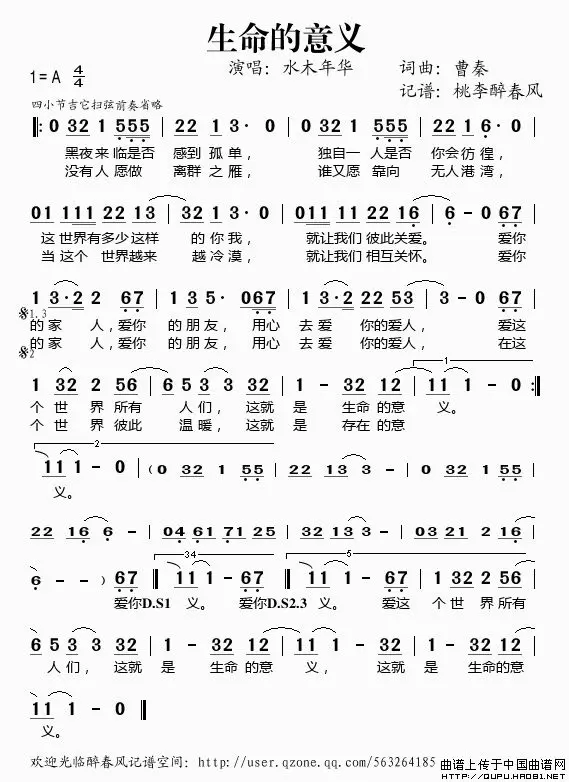 生命的意义
1=A 4/4
演唱：水木年华 词曲：曹秦
记谱：桃李醉春风
四小节吉它扫弦前奏省略
‖: 0 32 1 555 | 22 1 3· 0 | 0 32 1 555 | 22 1 6· 0 |
黑夜来临是否 感到孤单， 独自一人是否 你会彷徨，
没有人愿做 离群之雁， 谁又愿靠向 无人港湾，
01 111 22 13 | 3 2 1· 0 | 011 11 22 16 | 6 - 0 67 |
这世界有多少这样 的你我， 就让我们彼此关爱。 爱你
当这个世界越来 越冷漠， 就让我们相互关怀。 爱你
1 3·2 2 67 | 1 35· 067 | 1 3·2 22 53 | 3 - 0 67 |
𝄋1.3 的家人，爱你 的朋友，用心 去爱你的爱人， 爱这
的家人，爱你 的朋友，用心 去爱你的爱人， 在这
𝄋2
1 32 2 56 | 6 5 3 3 32 | 1 - 32 12 | 11 1 - 0 :‖
1
个世界所有 人们，这就 是 生命的意 义。
个世界彼此 温暖，这就 是 存在的意
2
11 1 - 0 | (0 32 1 55 | 22 13 3 - | 0 32 1 55 |
义。
22 16 6 - | 04 61 71 25 | 32 13 3 - | 03 21 2 16 |
34 5
6 - -) 67 ‖ 11 1 - 67 ‖ 11 1 - 67 | 1 32 2 56 |
爱你D.S1 义。 爱你D.S2.3 义。 爱这 个世界所有
6 5 3 3 32 | 1 - 32 12 | 11 1 - 32 | 1 - 32 12 |
人们，这就 是 生命的意 义，这就 是 生命的意
11 1 - 0 ‖
义。
欢迎光临醉春风记谱空间：http://user.qzone.qq.com/563264185
曲谱上传于中国曲谱网
HTTP://QUPU.HAO81.NET